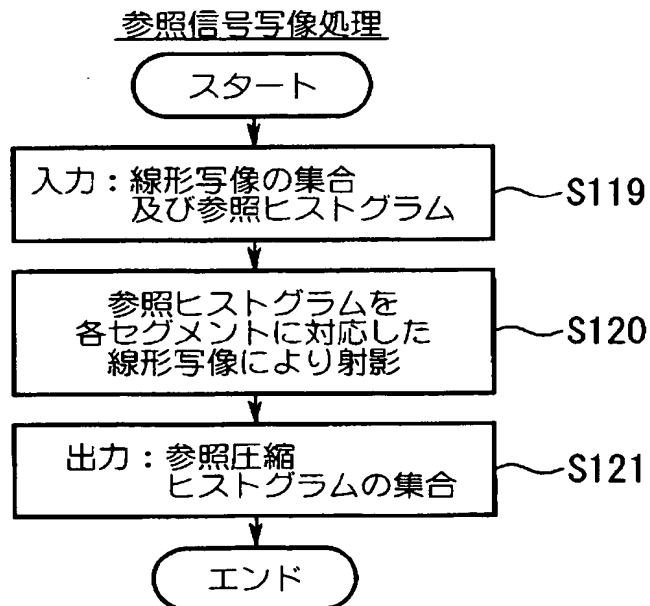 参照信号写像処理
スタート
入力：線形写像の集合
及び参照ヒストグラム
S119
参照ヒストグラムを
各セグメントに対応した
線形写像により射影
S120
出力：参照圧縮
ヒストグラムの集合
S121
エンド